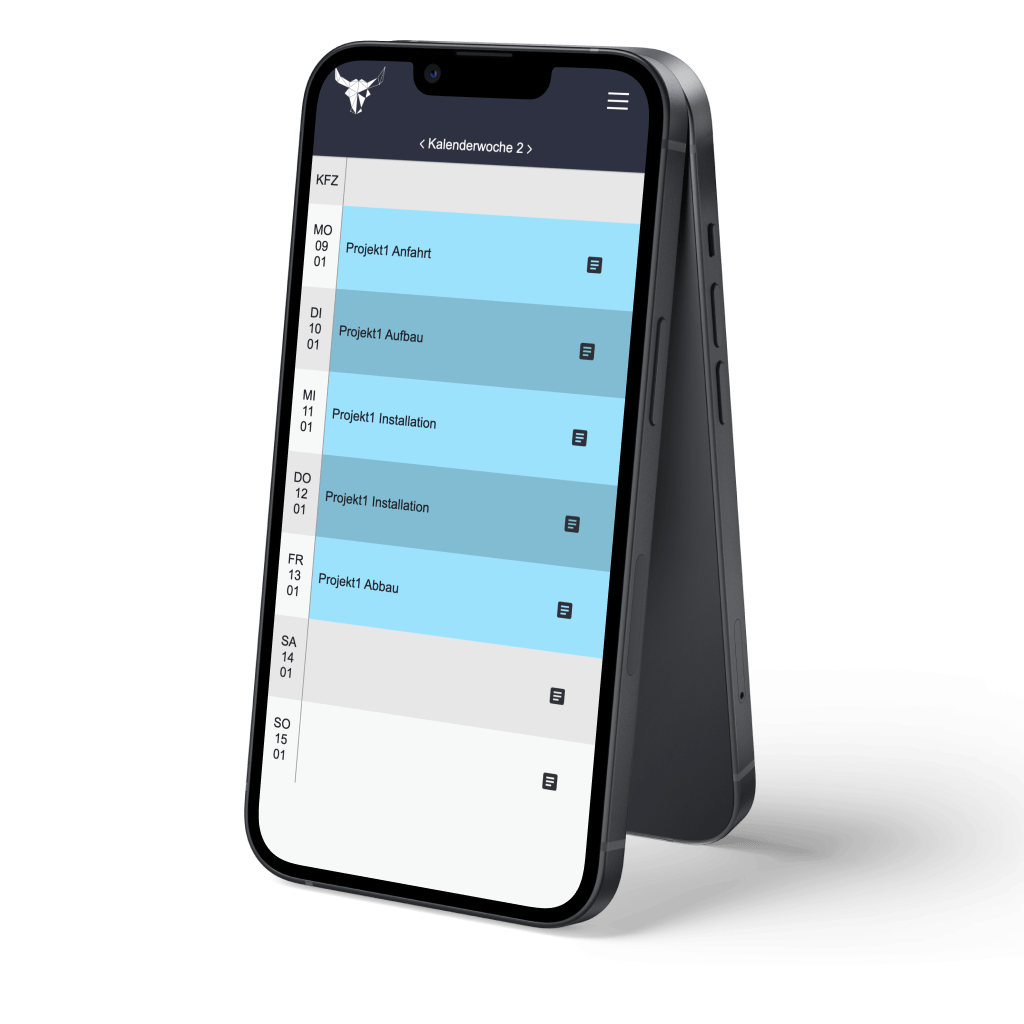 ‹ Kalenderwoche 2 ›
KFZ
MO
09
01
Projekt1 Anfahrt
DI
10
01
Projekt1 Aufbau
MI
11
01
Projekt1 Installation
DO
12
01
Projekt1 Installation
FR
13
01
Projekt1 Abbau
SA
14
01
SO
15
01